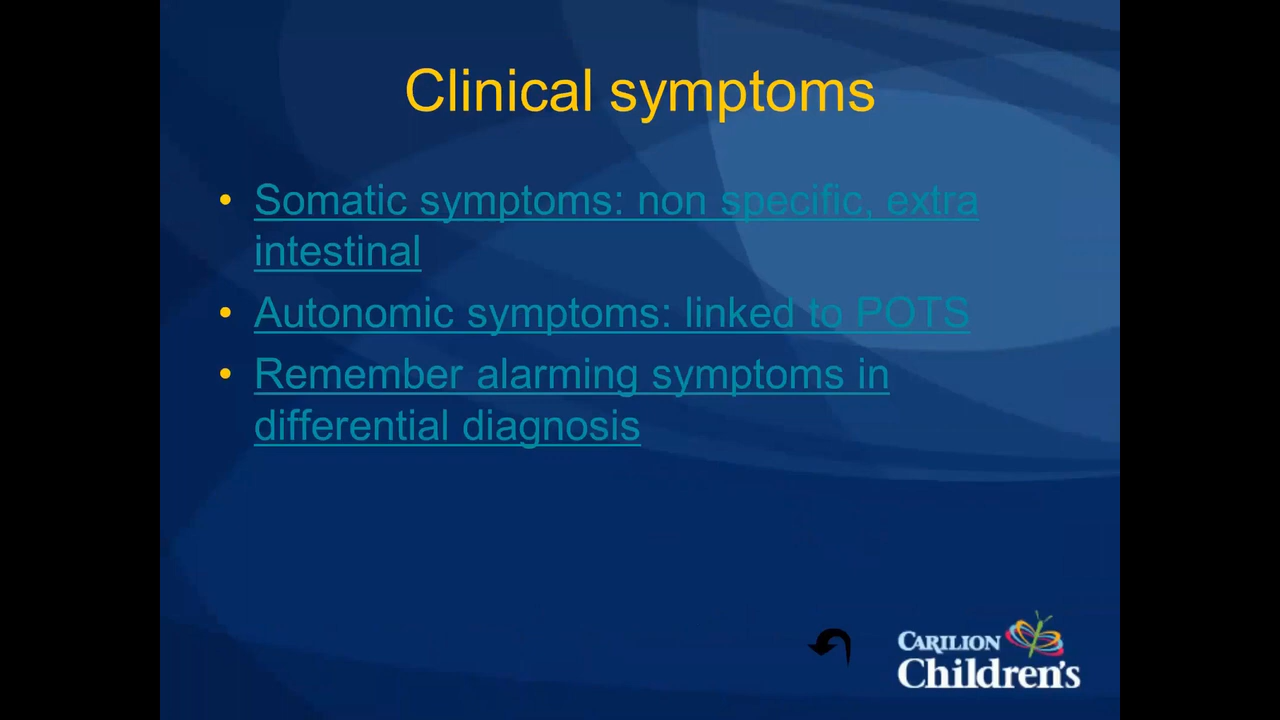 Clinical symptoms
• Somatic symptoms: non specific, extra
intestinal
• Autonomic symptoms: linked to POTS
• Remember alarming symptoms in
differential diagnosis
CARILION
Children's